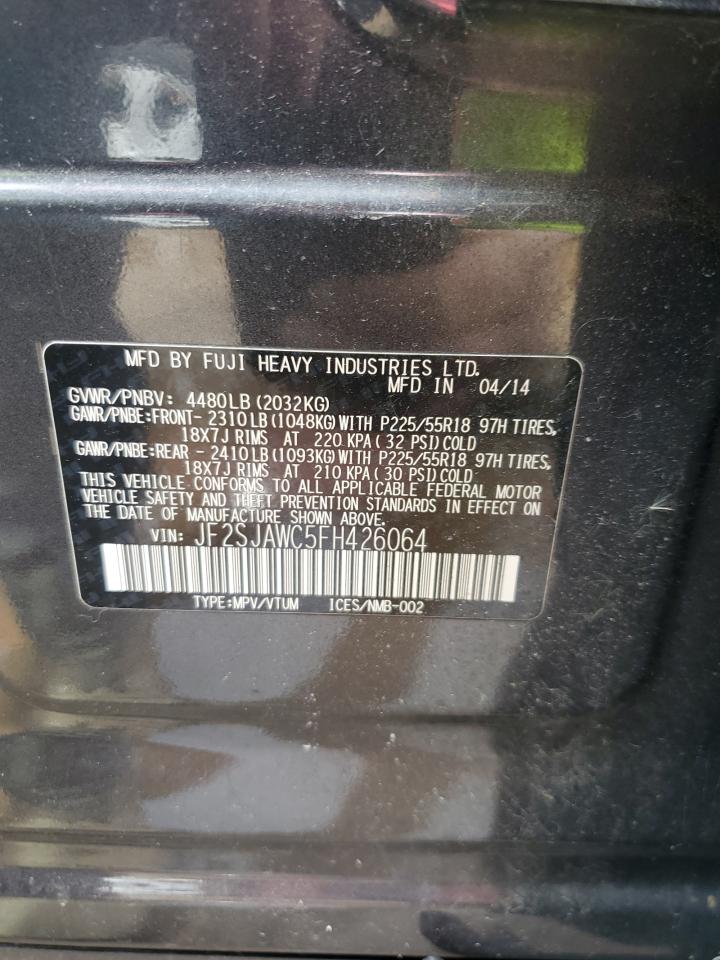 MFD BY FUJI HEAVY INDUSTRIES LTD.
MFD IN 04/14
GVWR/PNBV: 4480LB (2032KG)
GAWR/PNBE:FRONT- 2310LB (1048KG) WITH P225/55R18 97H TIRES,
18X7J RIMS AT 220 KPA ( 32 PSI) COLD
GAWR/PNBE:REAR - 2410LB (1093KG) WITH P225/55R18 97H TIRES,
18X7J RIMS AT 210 KPA ( 30 PSI) COLD
THIS VEHICLE CONFORMS TO ALL APPLICABLE FEDERAL MOTOR
VEHICLE SAFETY AND THEFT PREVENTION STANDARDS IN EFFECT ON
THE DATE OF MANUFACTURE SHOWN ABOVE.
VIN: JF2SJAWC5FH426064
TYPE:MPV/VTUM ICES/NMB-002